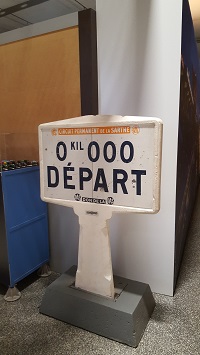 CIRCUIT PERMANENT DE LA SARTHE
0 KIL 000
DÉPART